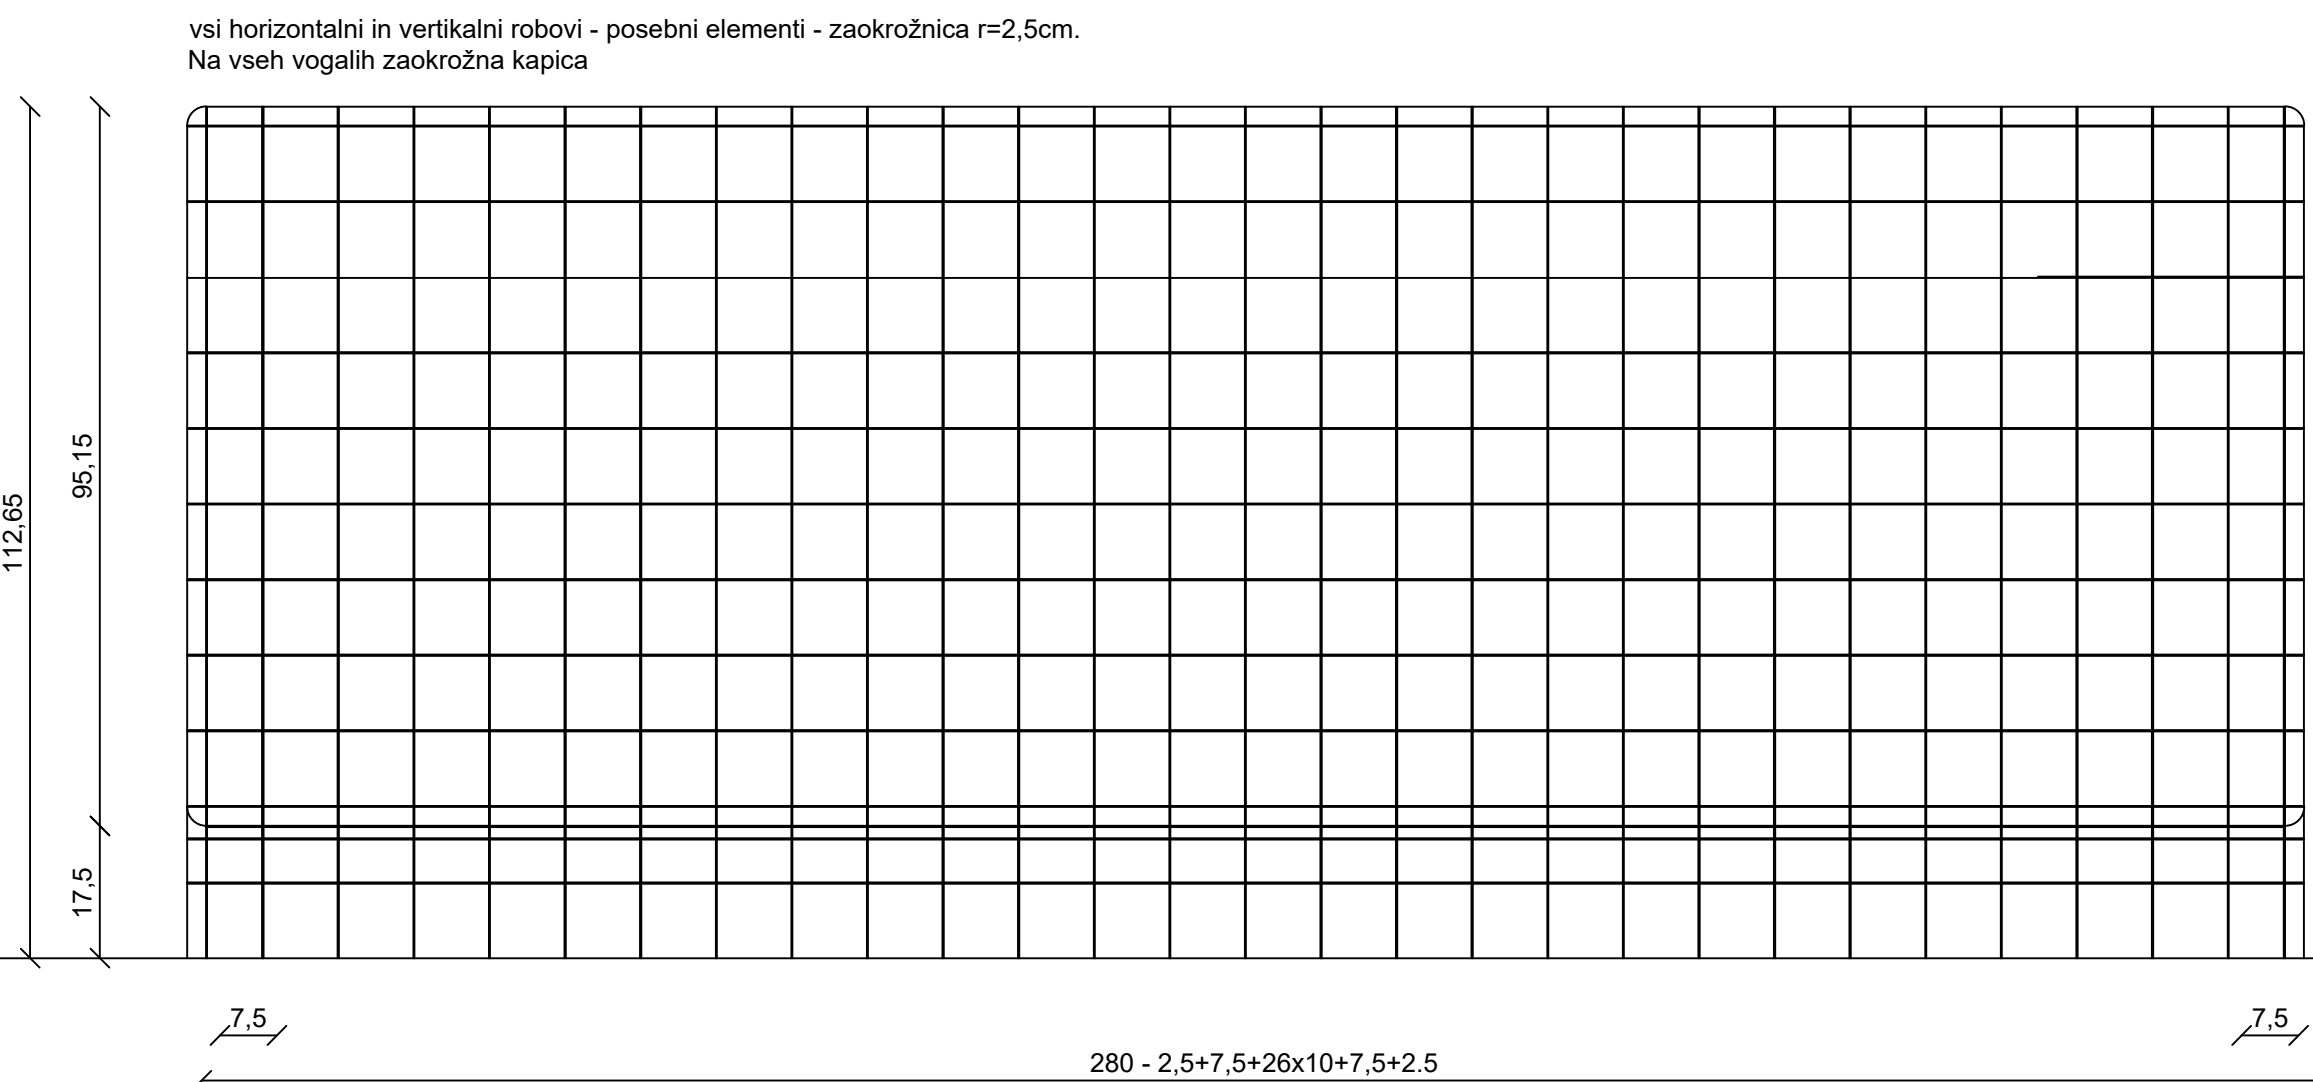 vsi horizontalni in vertikalni robovi - posebni elementi - zaokrožnica r=2,5cm.
Na vseh vogalih zaokrožna kapica
95,15
112,65
17,5
7,5
7,5
280 - 2,5+7,5+26x10+7,5+2.5